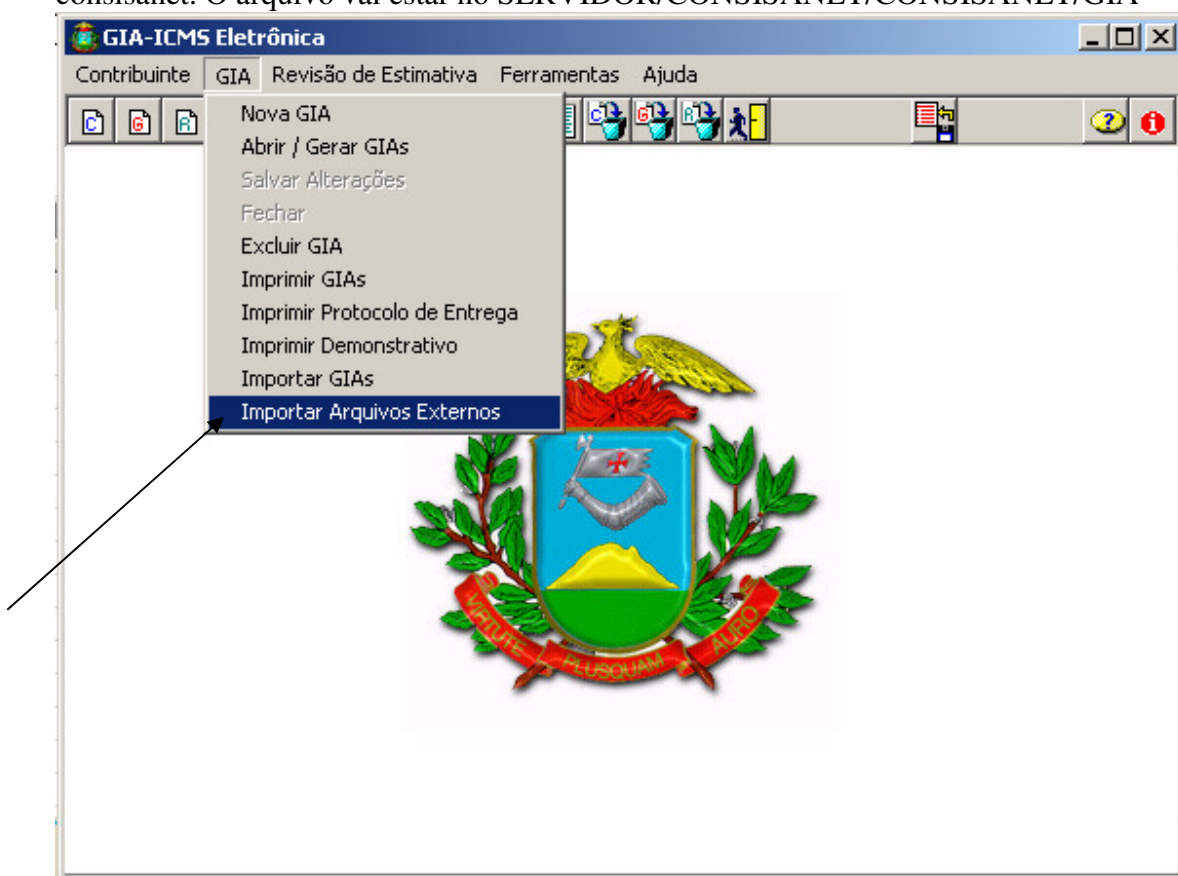 consisanet. O arquivo vai estar no SERVIDOR/CONSISANET/CONSISANET/GIA
GIA-ICMS Eletrônica
Contribuinte GIA Revisão de Estimativa Ferramentas Ajuda
C G R C G R ? i
Nova GIA
Abrir / Gerar GIAs
Salvar Alterações
Fechar
Excluir GIA
Imprimir GIAs
Imprimir Protocolo de Entrega
Imprimir Demonstrativo
Importar GIAs
Importar Arquivos Externos
VIRTUTE PLUSQUAM AURO